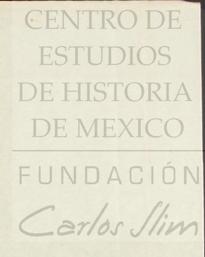 CENTRO DE
ESTUDIOS
DE HISTORIA
DE MEXICO
FUNDACIÓN
Carlos Slim